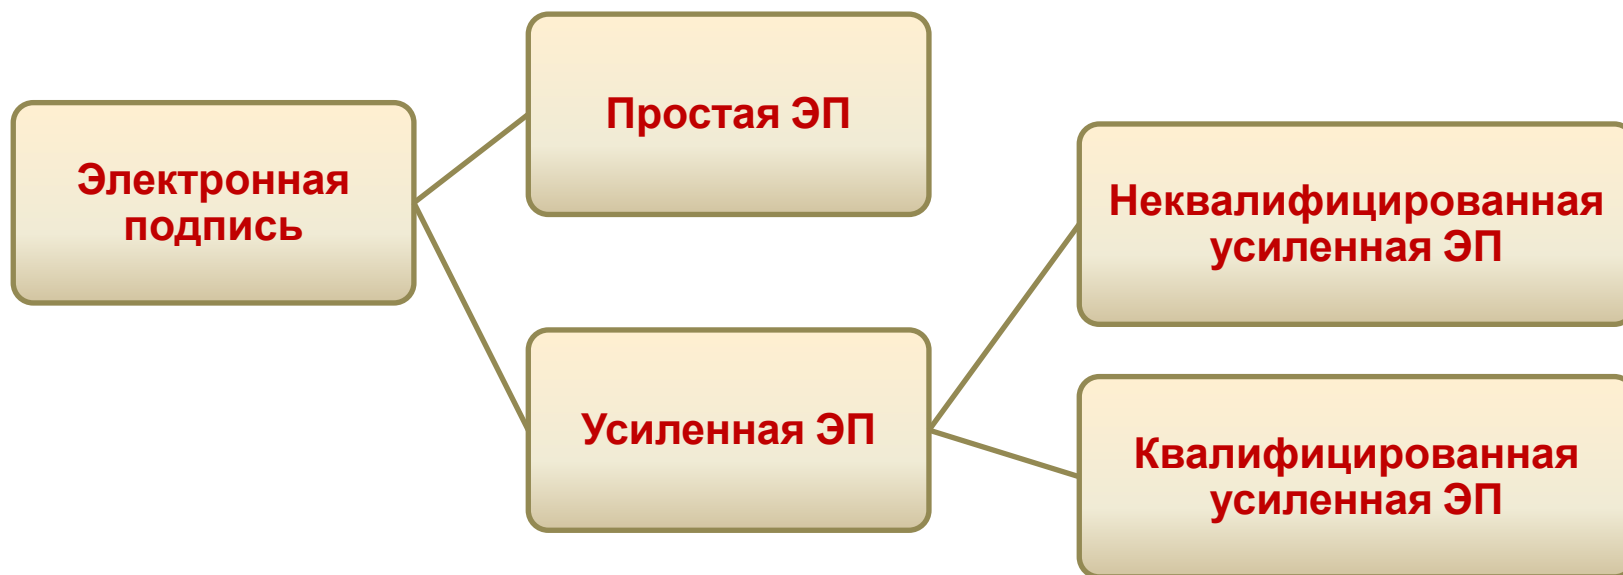 Электронная
подпись
Простая ЭП
Усиленная ЭП
Неквалифицированная
усиленная ЭП
Квалифицированная
усиленная ЭП